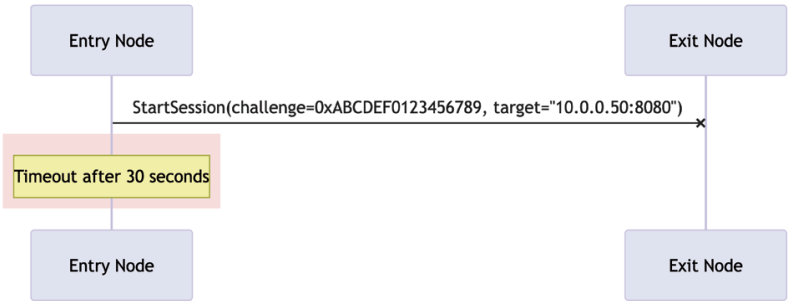 Entry Node
Exit Node
StartSession(challenge=0xABCDEF0123456789, target="10.0.0.50:8080")
Timeout after 30 seconds
Entry Node
Exit Node